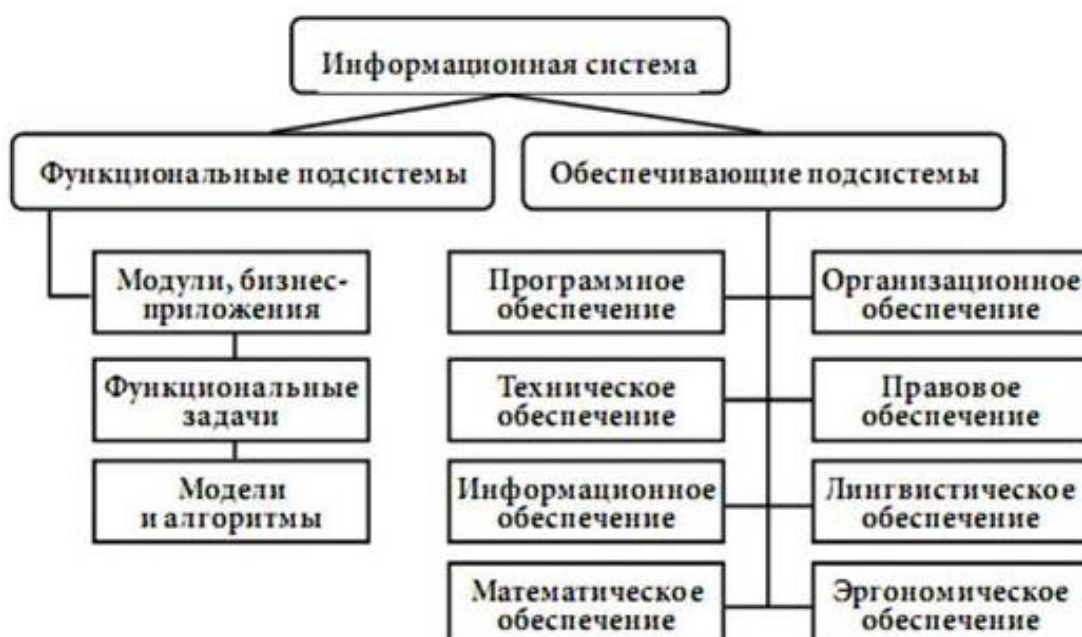 Информационная система
Функциональные подсистемы
Обеспечивающие подсистемы
Модули, бизнес-
приложения
Функциональные
задачи
Модели
и алгоритмы
Программное
обеспечение
Организационное
обеспечение
Техническое
обеспечение
Правовое
обеспечение
Информационное
обеспечение
Лингвистическое
обеспечение
Математическое
обеспечение
Эргономическое
обеспечение